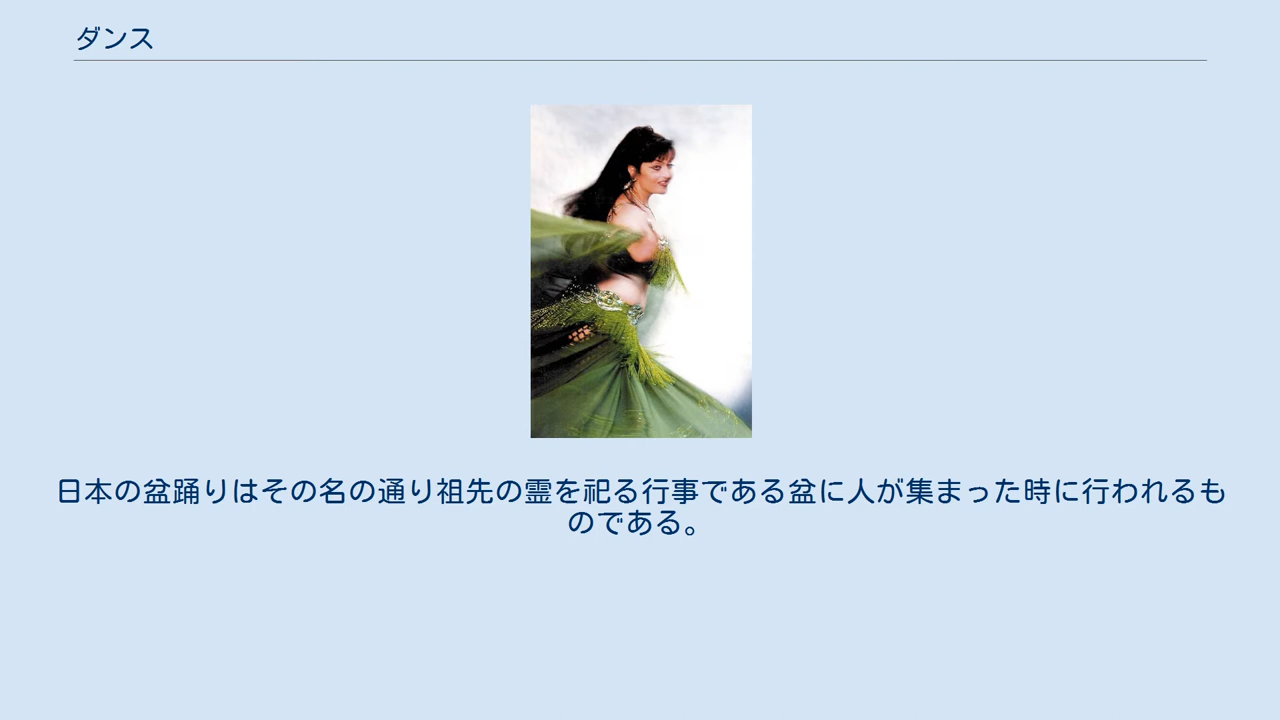 ダンス
日本の盆踊りはその名の通り祖先の霊を祀る行事である盆に人が集まった時に行われるも
のである。